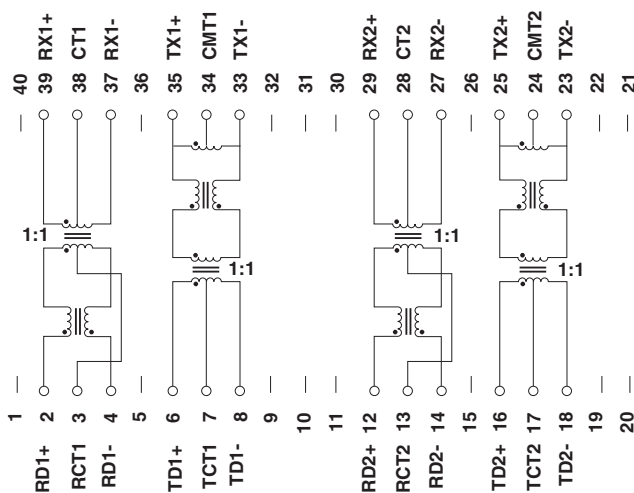 RX1+ CT1 RX1- TX1+ CMT1 TX1- RX2+ CT2 RX2- TX2+ CMT2 TX2-
40 39 38 37 36 35 34 33 32 31 30 29 28 27 26 25 24 23 22 21
1:1 1:1 1:1 1:1
1 2 3 4 5 6 7 8 9 10 11 12 13 14 15 16 17 18 19 20
RD1+ RCT1 RD1- TD1+ TCT1 TD1- RD2+ RCT2 RD2- TD2+ TCT2 TD2-